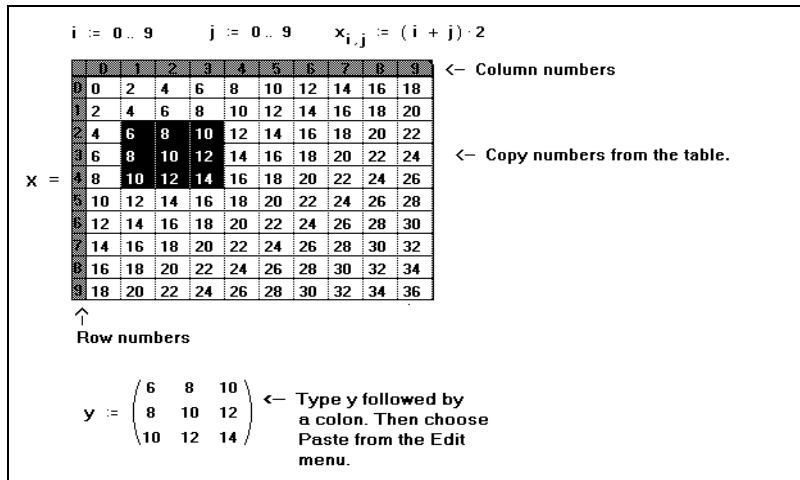 i := 0 .. 9 j := 0 .. 9 x i,j := ( i + j ) · 2
0 1 2 3 4 5 6 7 8 9 <– Column numbers
0 0 2 4 6 8 10 12 14 16 18
1 2 4 6 8 10 12 14 16 18 20
2 4 6 8 10 12 14 16 18 20 22
3 6 8 10 12 14 16 18 20 22 24 <– Copy numbers from the table.
x = 4 8 10 12 14 16 18 20 22 24 26
5 10 12 14 16 18 20 22 24 26 28
6 12 14 16 18 20 22 24 26 28 30
7 14 16 18 20 22 24 26 28 30 32
8 16 18 20 22 24 26 28 30 32 34
9 18 20 22 24 26 28 30 32 34 36
Row numbers
6 8 10 <– Type y followed by
y := 8 10 12 a colon. Then choose
10 12 14 Paste from the Edit
menu.